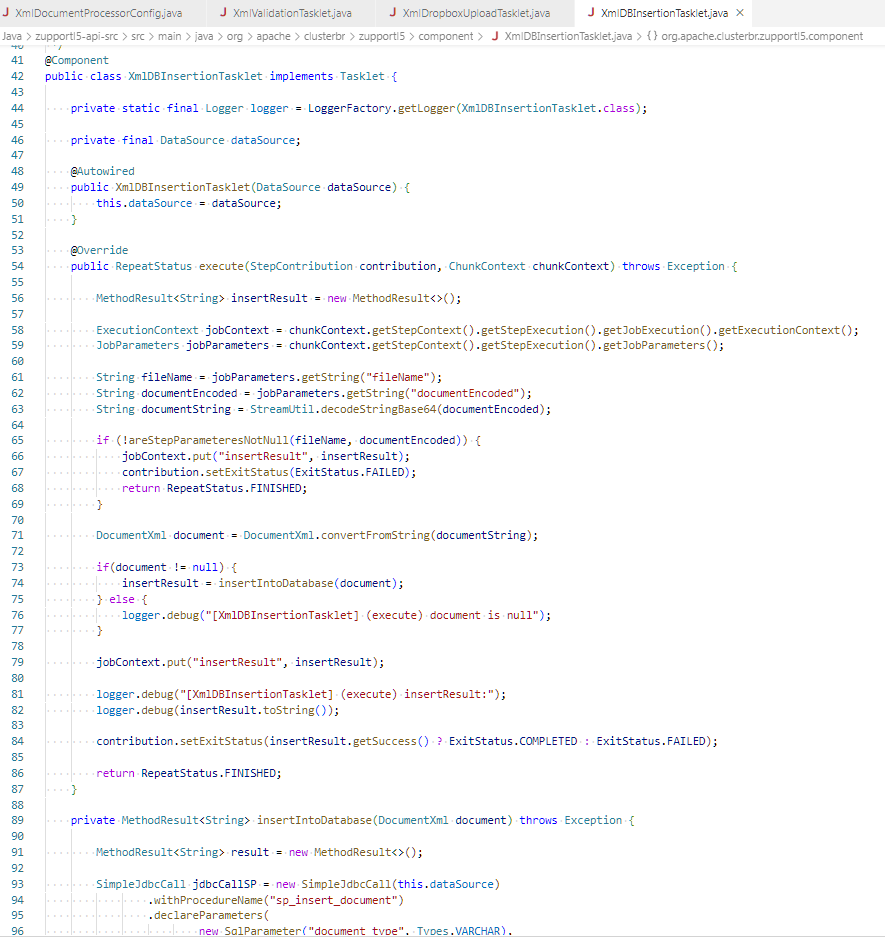 XmlDocumentProcessorConfig.java XmlValidationTasklet.java XmlDropboxUploadTasklet.java XmlDBInsertionTasklet.java ×
Java > zupporti5-api-src > src > main > java > org > apache > clusterbr > zupporti5 > component > XmlDBInsertionTasklet.java > {} org.apache.clusterbr.zupporti5.component
40 */
41 @Component
42 public class XmlDBInsertionTasklet implements Tasklet {
43
44 private static final Logger logger = LoggerFactory.getLogger(XmlDBInsertionTasklet.class);
45
46 private final DataSource dataSource;
47
48 @Autowired
49 public XmlDBInsertionTasklet(DataSource dataSource) {
50 this.dataSource = dataSource;
51 }
52
53 @Override
54 public RepeatStatus execute(StepContribution contribution, ChunkContext chunkContext) throws Exception {
55
56 MethodResult<String> insertResult = new MethodResult<>();
57
58 ExecutionContext jobContext = chunkContext.getStepContext().getStepExecution().getJobExecution().getExecutionContext();
59 JobParameters jobParameters = chunkContext.getStepContext().getStepExecution().getJobParameters();
60
61 String fileName = jobParameters.getString("fileName");
62 String documentEncoded = jobParameters.getString("documentEncoded");
63 String documentString = StreamUtil.decodeStringBase64(documentEncoded);
64
65 if (!areStepParameteresNotNull(fileName, documentEncoded)) {
66 jobContext.put("insertResult", insertResult);
67 contribution.setExitStatus(ExitStatus.FAILED);
68 return RepeatStatus.FINISHED;
69 }
70
71 DocumentXml document = DocumentXml.convertFromString(documentString);
72
73 if(document != null) {
74 insertResult = insertIntoDatabase(document);
75 } else {
76 logger.debug("[XmlDBInsertionTasklet] (execute) document is null");
77 }
78
79 jobContext.put("insertResult", insertResult);
80
81 logger.debug("[XmlDBInsertionTasklet] (execute) insertResult:");
82 logger.debug(insertResult.toString());
83
84 contribution.setExitStatus(insertResult.getSuccess() ? ExitStatus.COMPLETED : ExitStatus.FAILED);
85
86 return RepeatStatus.FINISHED;
87 }
88
89 private MethodResult<String> insertIntoDatabase(DocumentXml document) throws Exception {
90
91 MethodResult<String> result = new MethodResult<>();
92
93 SimpleJdbcCall jdbcCallSP = new SimpleJdbcCall(this.dataSource)
94 .withProcedureName("sp_insert_document")
95 .declareParameters(
96 new SqlParameter("document_type", Types.VARCHAR),